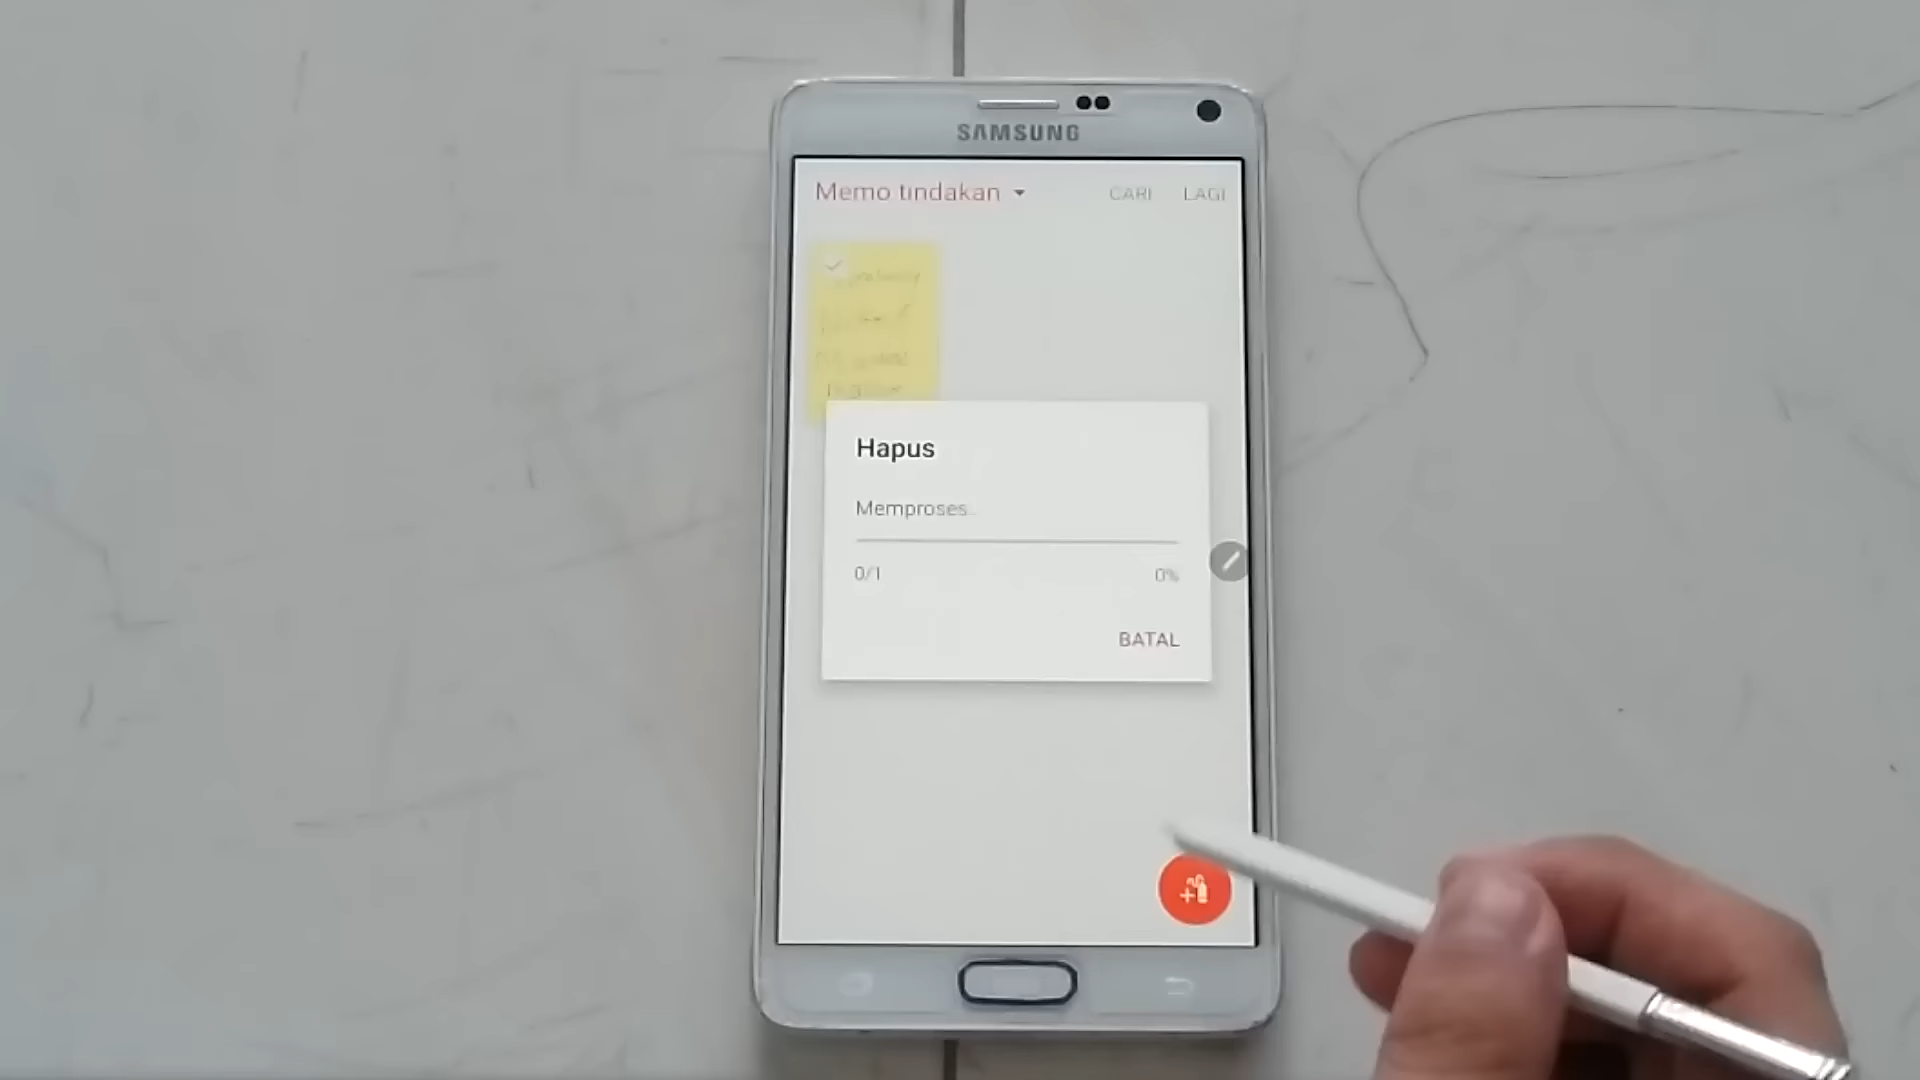 SAMSUNG
Memo tindakan
CARI
LAGI
Hapus
Memproses..
0/1
0%
BATAL